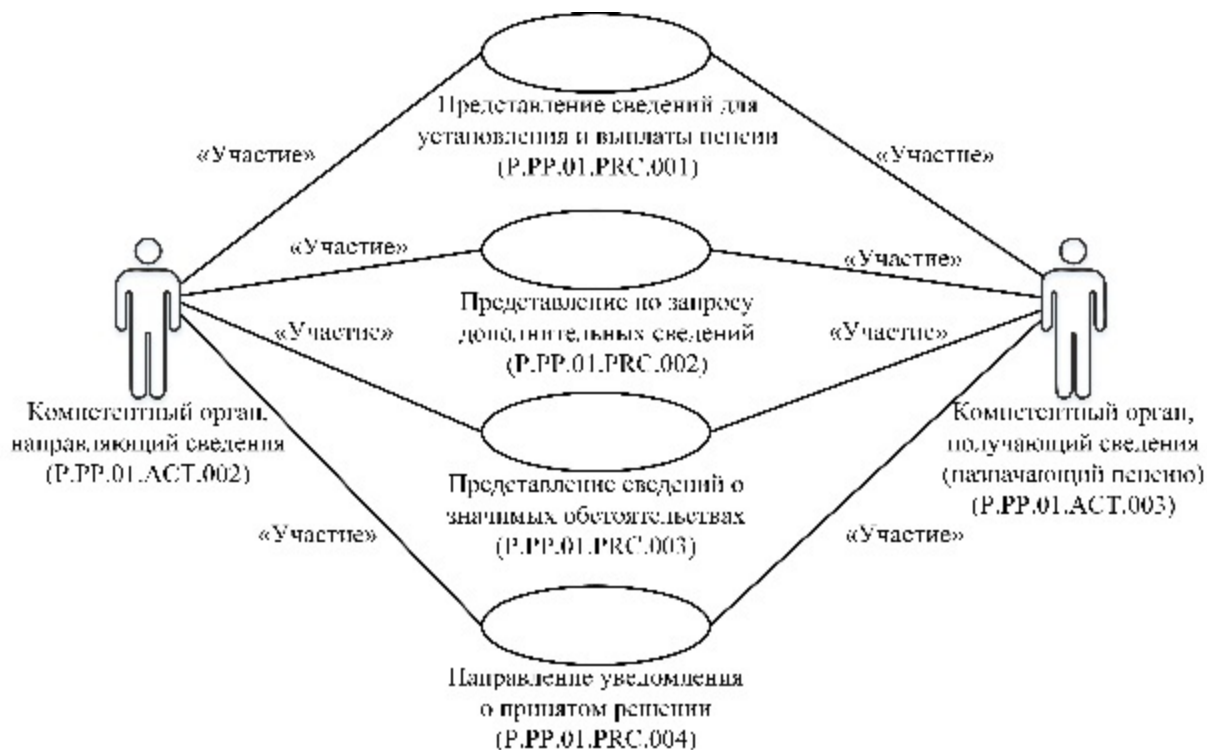 Представление сведений для
установления и выплаты пенсии
(P.PP.01.PRC.001)
«Участие»
«Участие»
«Участие»
«Участие»
Представление по запросу
дополнительных сведений
(P.PP.01.PRC.002)
«Участие»
«Участие»
Компетентный орган,
направляющий сведения
(P.PP.01.ACT.002)
Компетентный орган,
получающий сведения
(назначающий пенсию)
(P.PP.01.ACT.003)
Представление сведений о
значимых обстоятельствах
(P.PP.01.PRC.003)
«Участие»
«Участие»
Направление уведомления
о принятом решении
(P.PP.01.PRC.004)